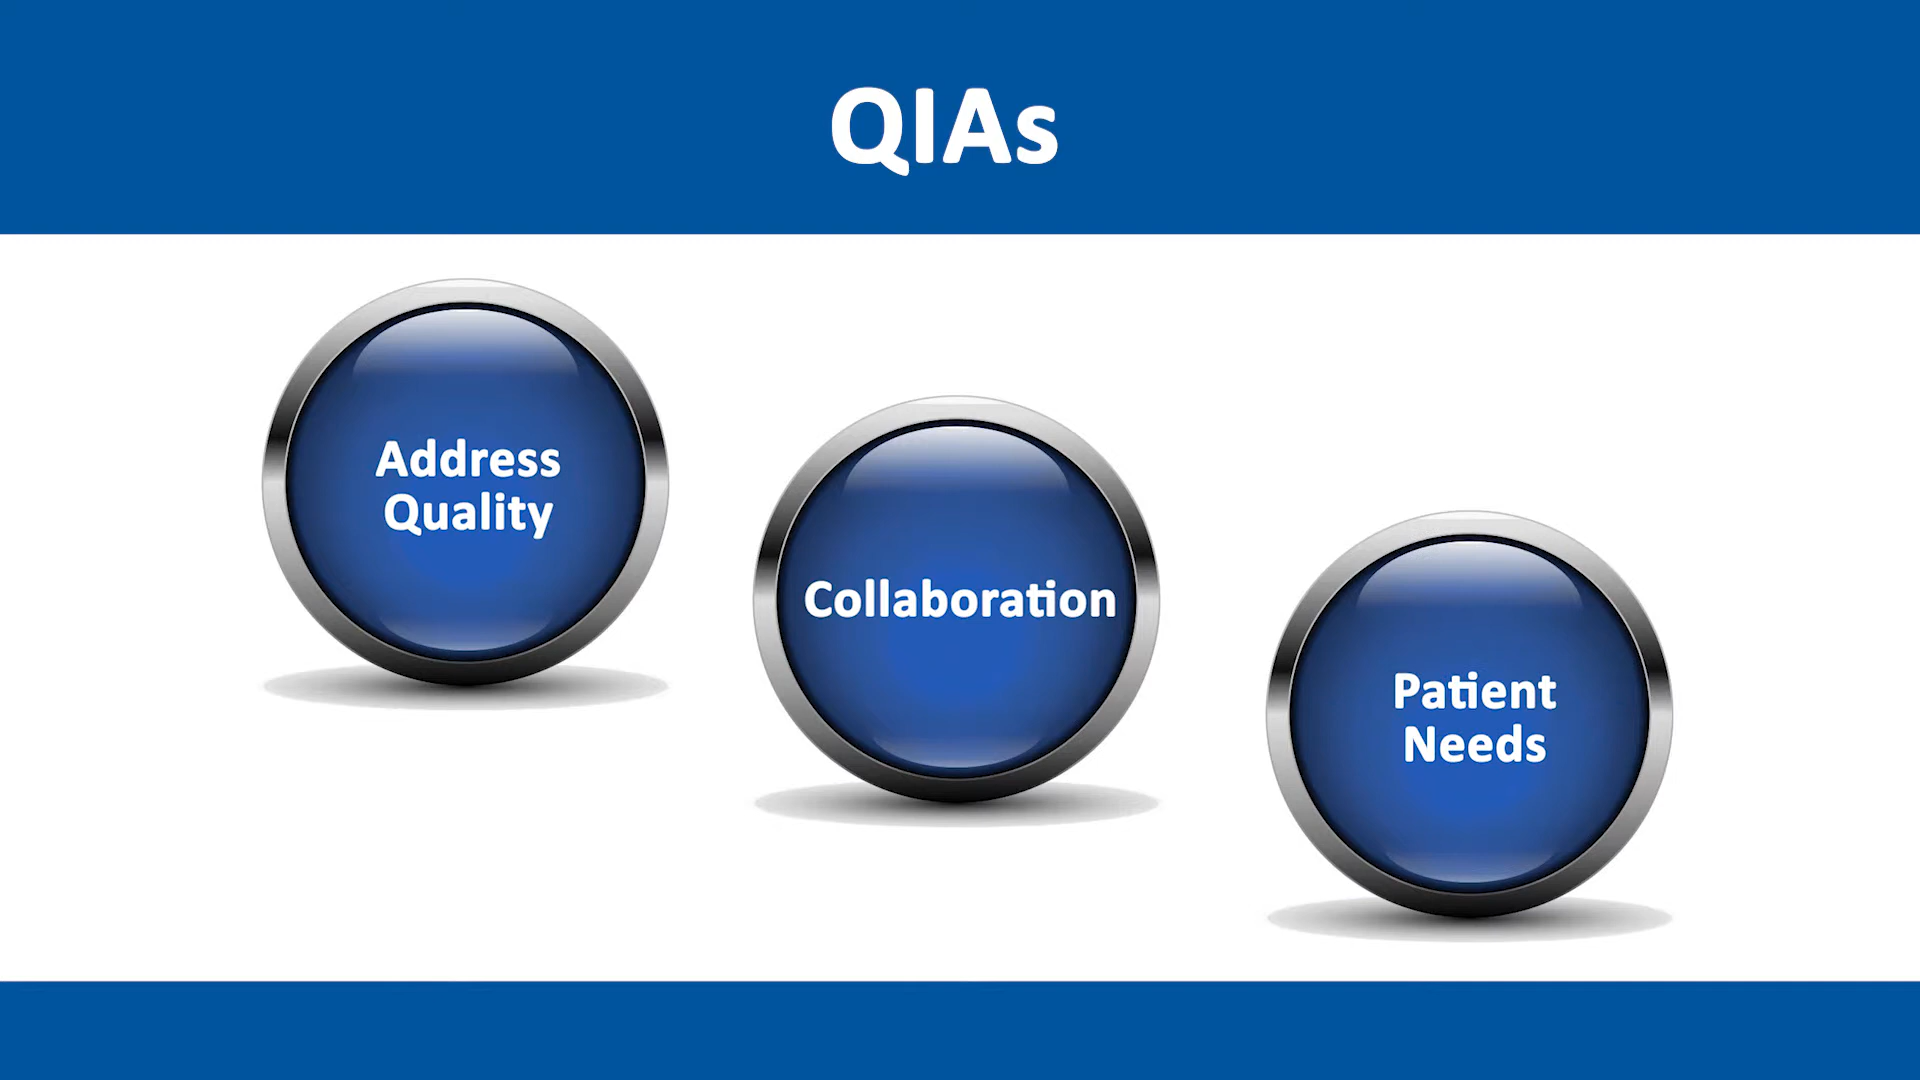 QIAs
Address
Quality
Collaboration
Patient
Needs